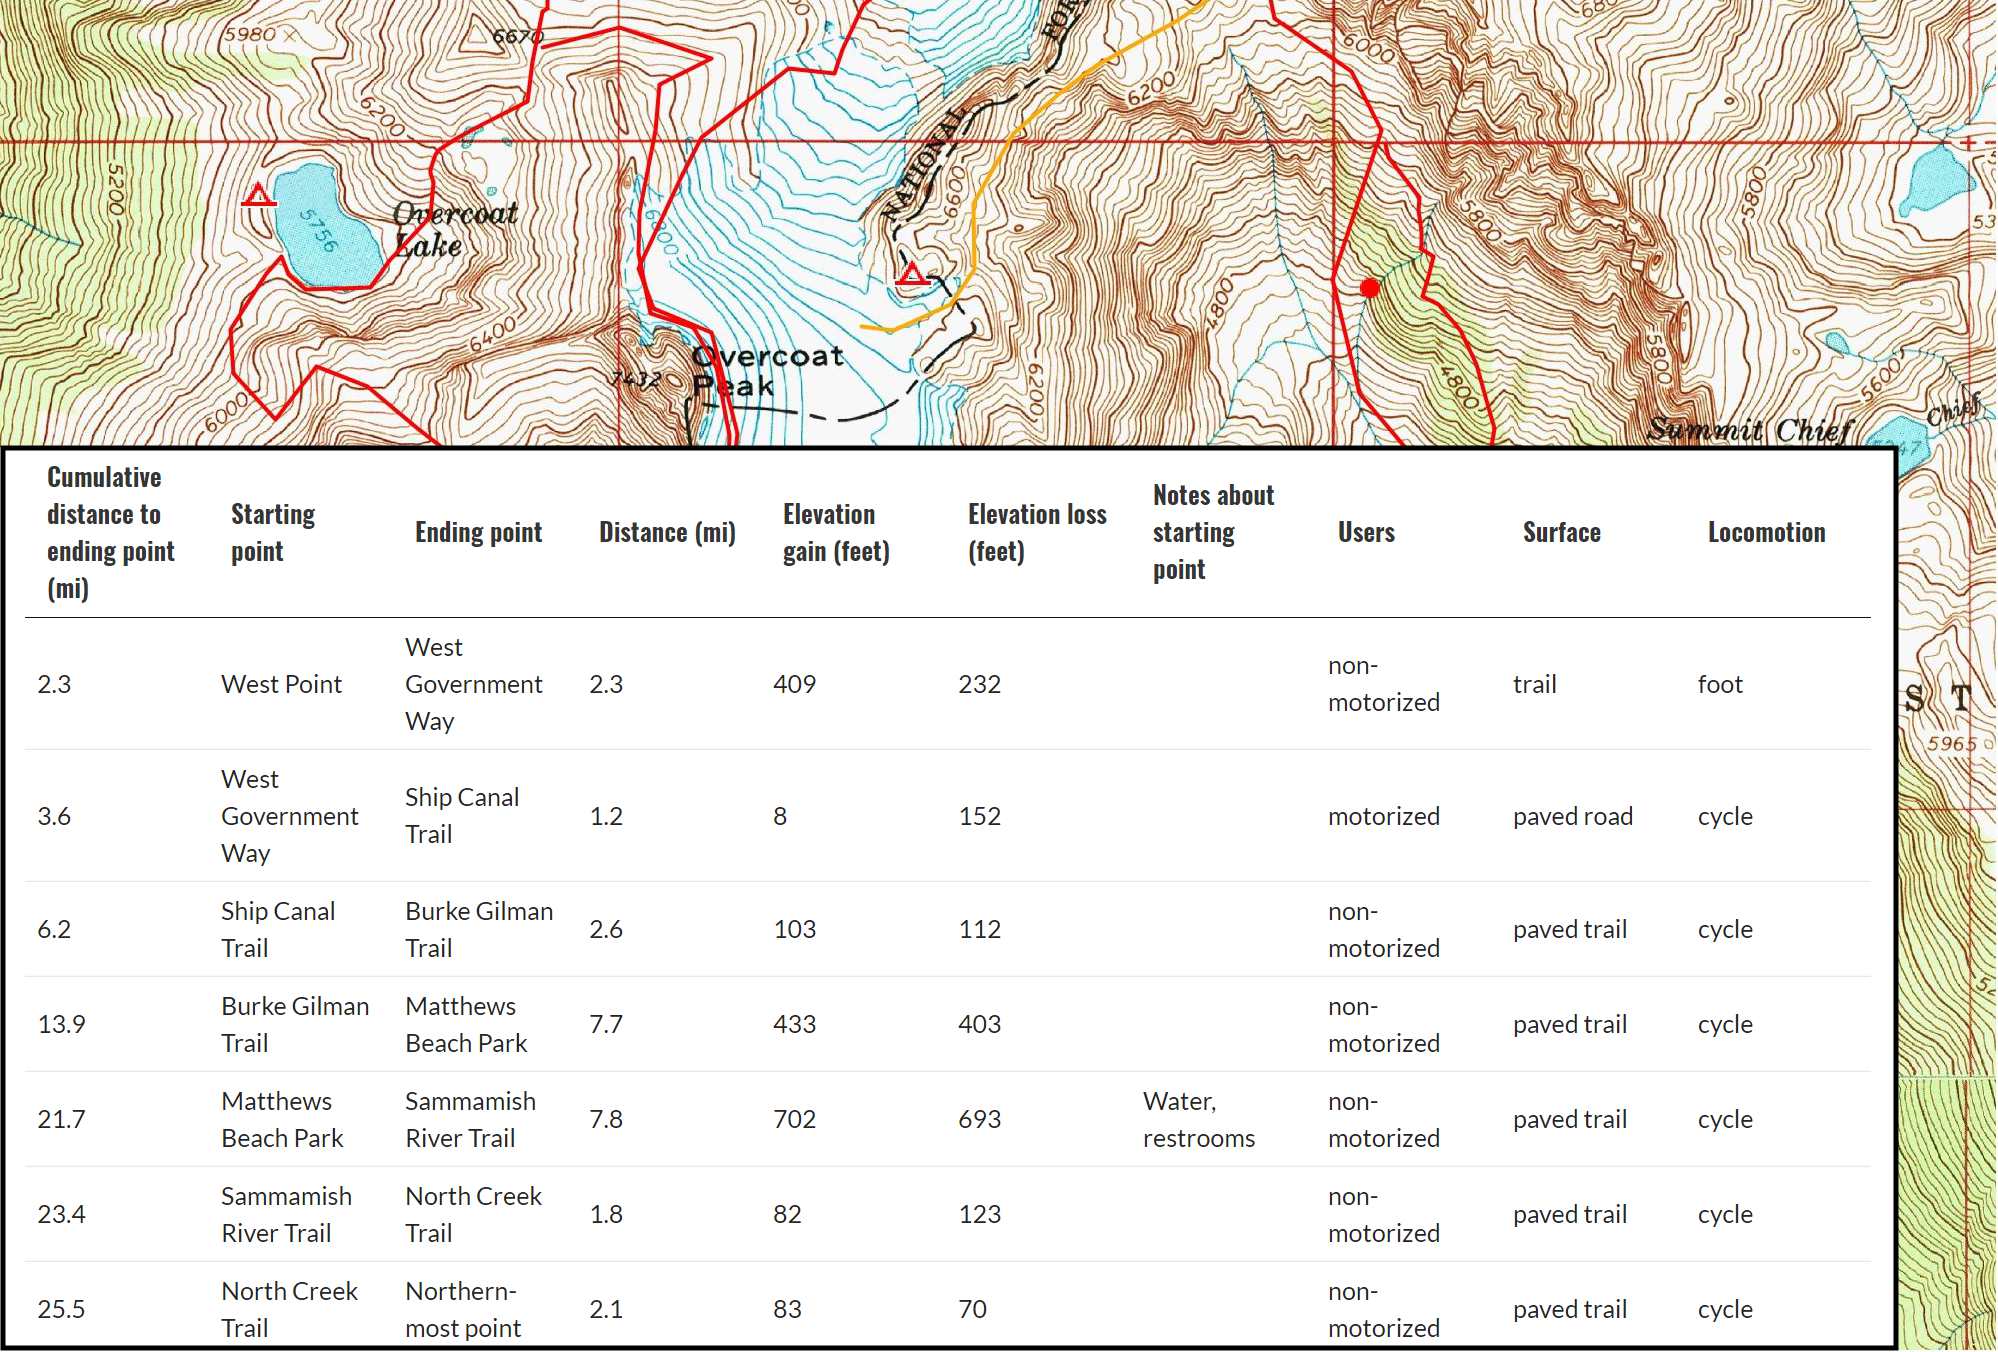 5980
6670
6000
6200
6200
5200
FOR
NATIONAL
6600
5800
5800
Overcoat
Lake
5756
6800
53
4800
6400
Overcoat
Peak
7432
6200
5800
4800
5600
6000
Chief
Summit Chief
S T
5965
Cumulative
distance to
ending point
(mi)
Starting
point
Ending point
Distance (mi)
Elevation
gain (feet)
Elevation loss
(feet)
Notes about
starting
point
Users
Surface
Locomotion
2.3
West Point
West
Government
Way
2.3
409
232
non-
motorized
trail
foot
3.6
West
Government
Way
Ship Canal
Trail
1.2
8
152
motorized
paved road
cycle
6.2
Ship Canal
Trail
Burke Gilman
Trail
2.6
103
112
non-
motorized
paved trail
cycle
13.9
Burke Gilman
Trail
Matthews
Beach Park
7.7
433
403
non-
motorized
paved trail
cycle
21.7
Matthews
Beach Park
Sammamish
River Trail
7.8
702
693
Water,
restrooms
non-
motorized
paved trail
cycle
23.4
Sammamish
River Trail
North Creek
Trail
1.8
82
123
non-
motorized
paved trail
cycle
25.5
North Creek
Trail
Northern-
most point
2.1
83
70
non-
motorized
paved trail
cycle